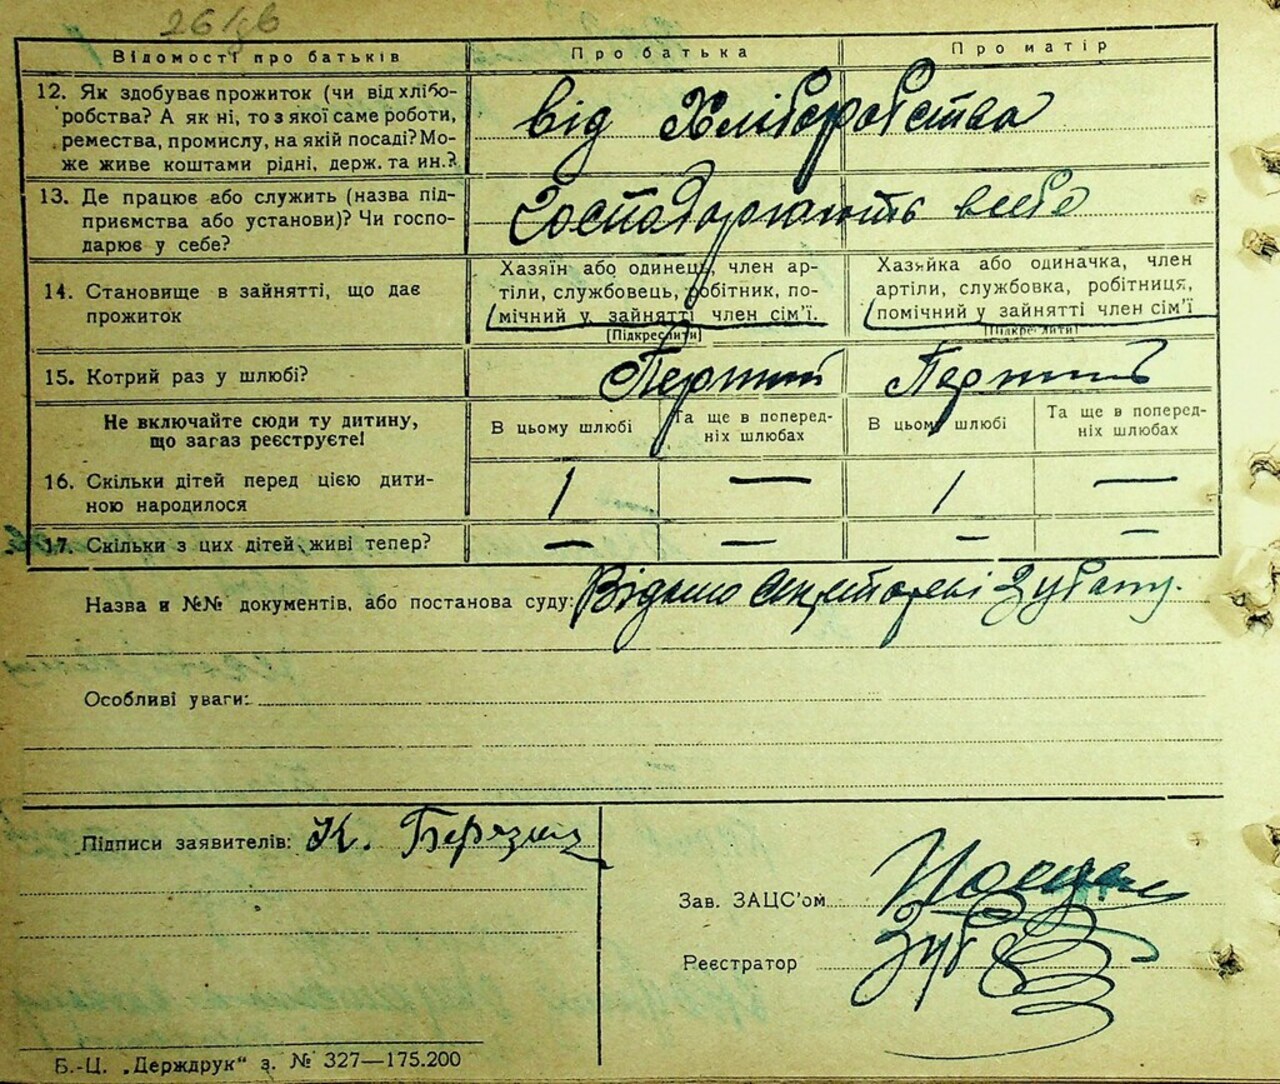 Відомості про батьків Про батька Про матір
12. Як здобуває прожиток (чи від хлібо-
робства? А як ні, то з якої саме роботи,
ремества, промислу, на якій посаді? Мо-
же живе коштами рідні, держ. та ин.?
від Хліборобства
13. Де працює або служить (назва під-
приємства або установи)? Чи госпо-
дарює у себе?
Господарюють в себе
14. Становище в зайнятті, що дає
прожиток
Хазяїн або одинець, член ар-
тіли, службовець, робітник, по-
мічний у зайнятті член сім'ї.
[Підкреслити]
Хазяйка або одиначка, член
артіли, службовка, робітниця,
помічний у зайнятті член сім'ї
[Підкреслити]
15. Котрий раз у шлюбі? Перший Перший
Не включайте сюди ту дитину,
що загаз реєструєте!
В цьому шлюбі
Та ще в поперед-
ніх шлюбах
В цьому шлюбі
Та ще в поперед-
ніх шлюбах
16. Скільки дітей перед цією дити-
ною народилося
1 — 1 —
17. Скільки з цих дітей живі тепер? — — — —
Назва и №№ документів, або постанова суду:
Особливі уваги:
Підписи заявителів: К.
Зав. ЗАЦС'ом
Реєстратор
Б.-Ц. „Держдрук" з. № 327—175.200